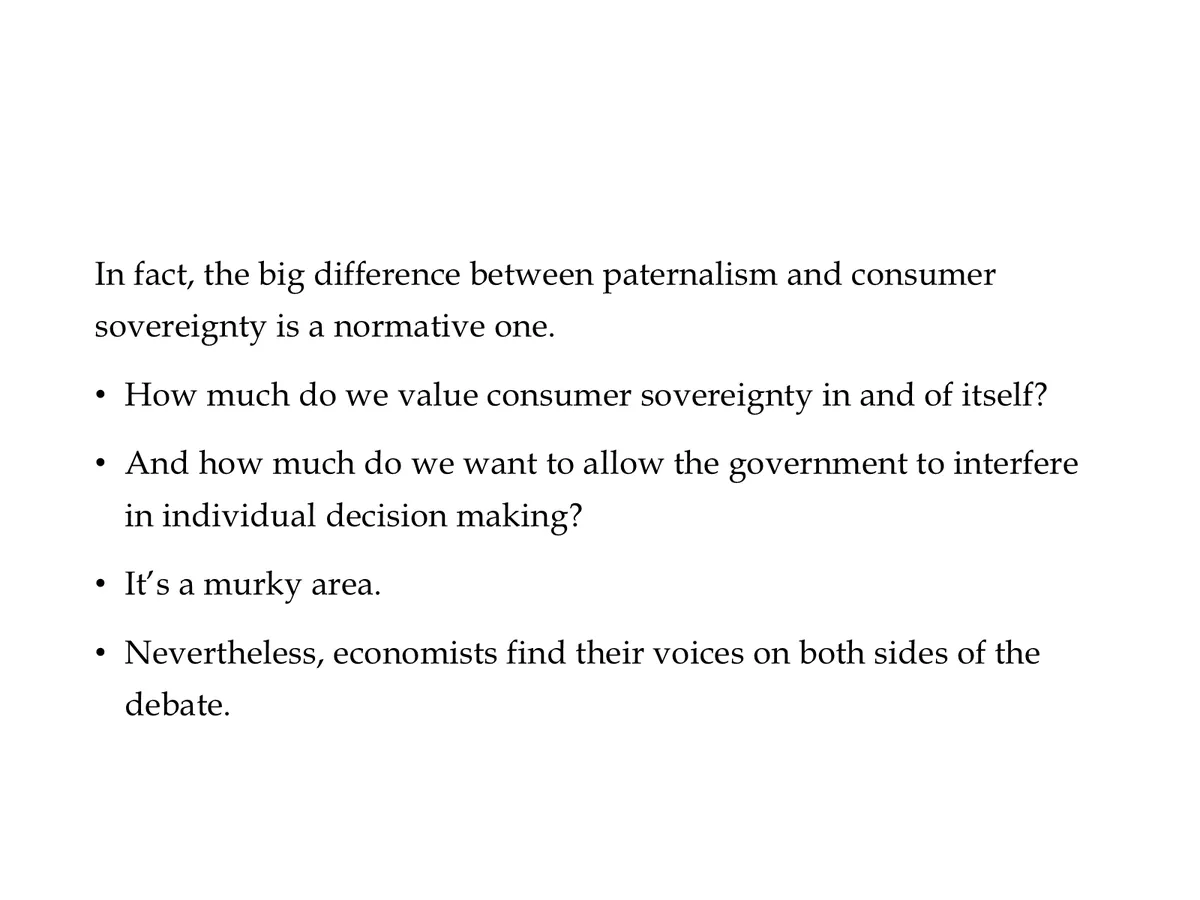 In fact, the big difference between paternalism and consumer
sovereignty is a normative one.
• How much do we value consumer sovereignty in and of itself?
• And how much do we want to allow the government to interfere
in individual decision making?
• It’s a murky area.
• Nevertheless, economists find their voices on both sides of the
debate.